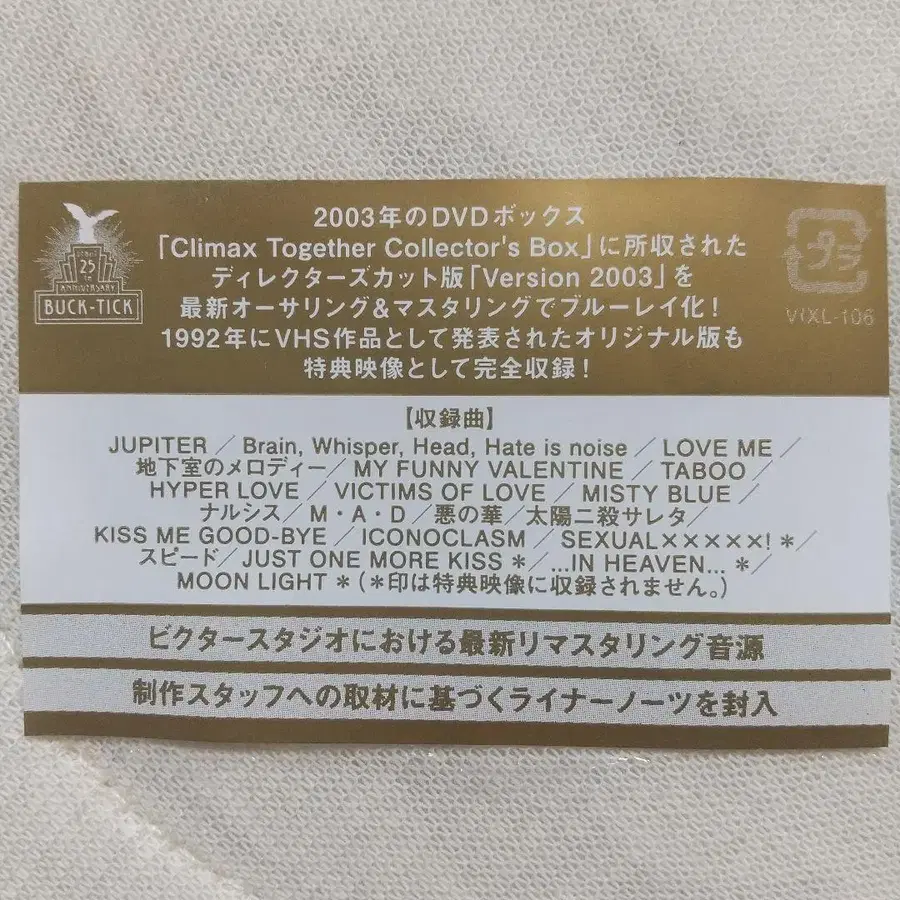 2003年のDVDボックス
「Climax Together Collector's Box」に所収された
ディレクターズカット版「Version 2003」を
最新オーサリング&マスタリングでブルーレイ化!
1992年にVHS作品として発表されたオリジナル版も
特典映像として完全収録!
25
ANNIVERSARY
BUCK-TICK
VIXL-106
【収録曲】
JUPITER / Brain, Whisper, Head, Hate is noise / LOVE ME /
地下室のメロディー / MY FUNNY VALENTINE / TABOO /
HYPER LOVE / VICTIMS OF LOVE / MISTY BLUE /
ナルシス / M・A・D / 悪の華 / 太陽ニ殺サレタ /
KISS ME GOOD-BYE / ICONOCLASM / SEXUAL×××××! * /
スピード / JUST ONE MORE KISS * / ...IN HEAVEN... * /
MOON LIGHT * (*印は特典映像に収録されません。)
ビクタースタジオにおける最新リマスタリング音源
制作スタッフへの取材に基づくライナーノーツを封入